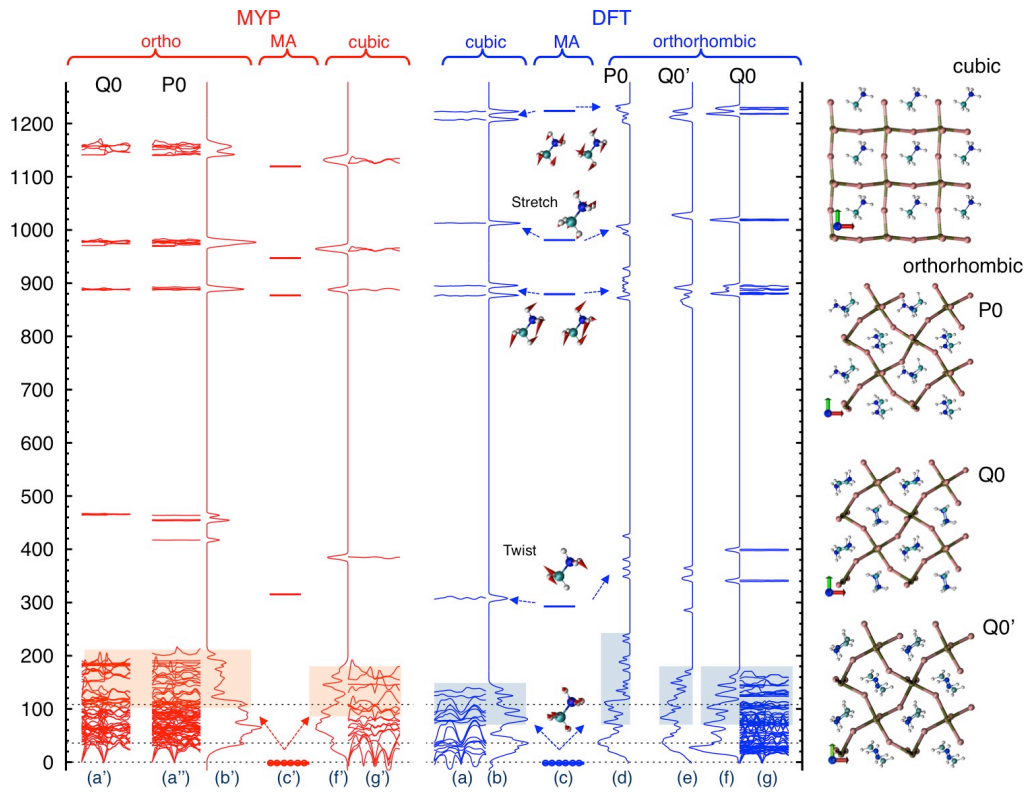 MYP DFT
ortho MA cubic cubic MA orthorhombic
Q0 P0 P0 Q0' Q0
cubic
1200
1100
Stretch
1000
orthorhombic
900
P0
800
700
600
500
Q0
Twist
400
300
Q0'
200
100
0
(a') (a'') (b') (c') (f') (g') (a) (b) (c) (d) (e) (f) (g)